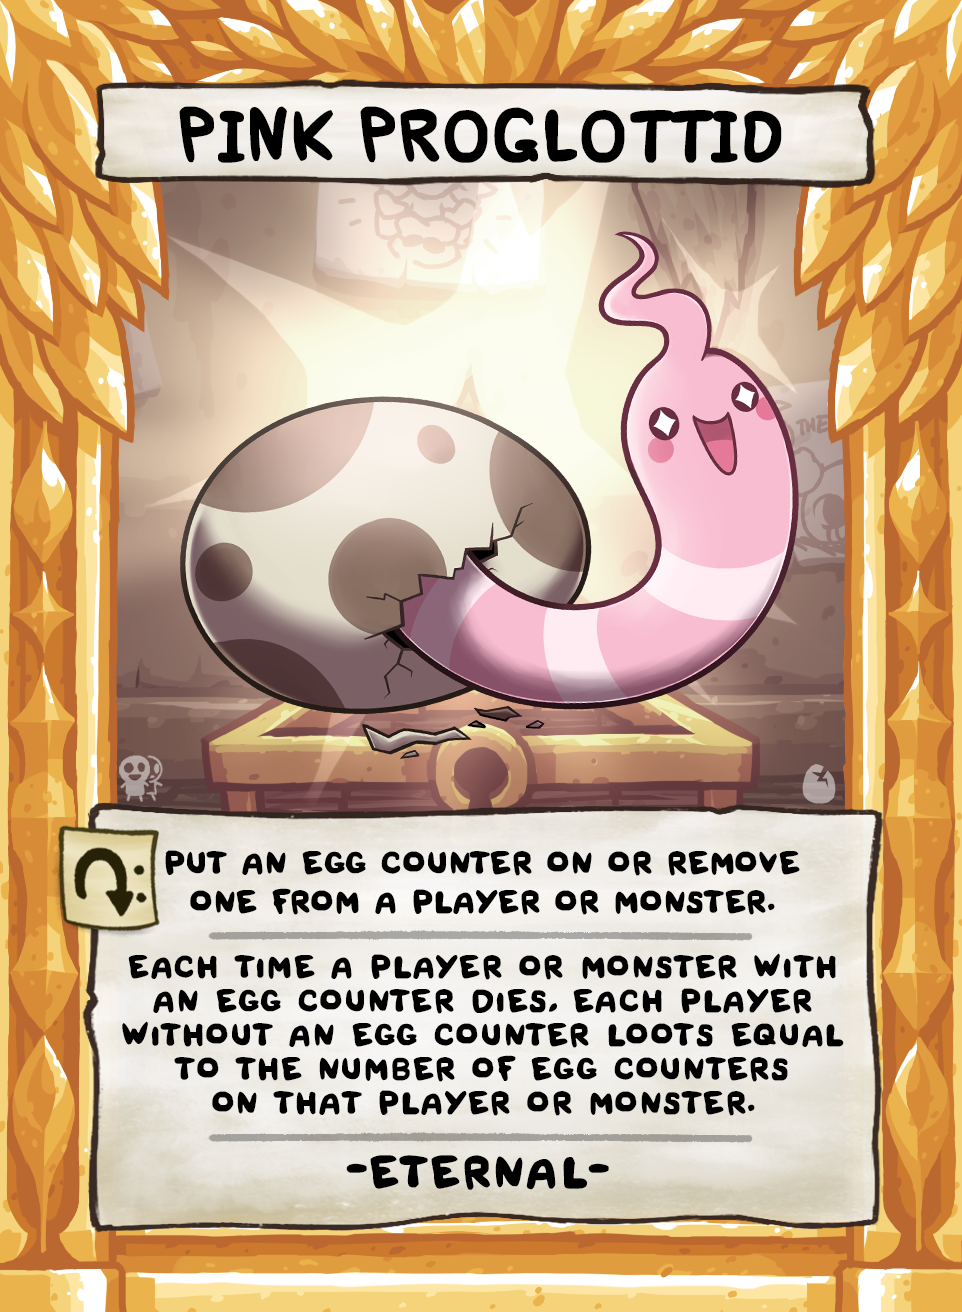 PINK PROGLOTTID
THE
PUT AN EGG COUNTER ON OR REMOVE
ONE FROM A PLAYER OR MONSTER.
EACH TIME A PLAYER OR MONSTER WITH
AN EGG COUNTER DIES, EACH PLAYER
WITHOUT AN EGG COUNTER LOOTS EQUAL
TO THE NUMBER OF EGG COUNTERS
ON THAT PLAYER OR MONSTER.
-ETERNAL-